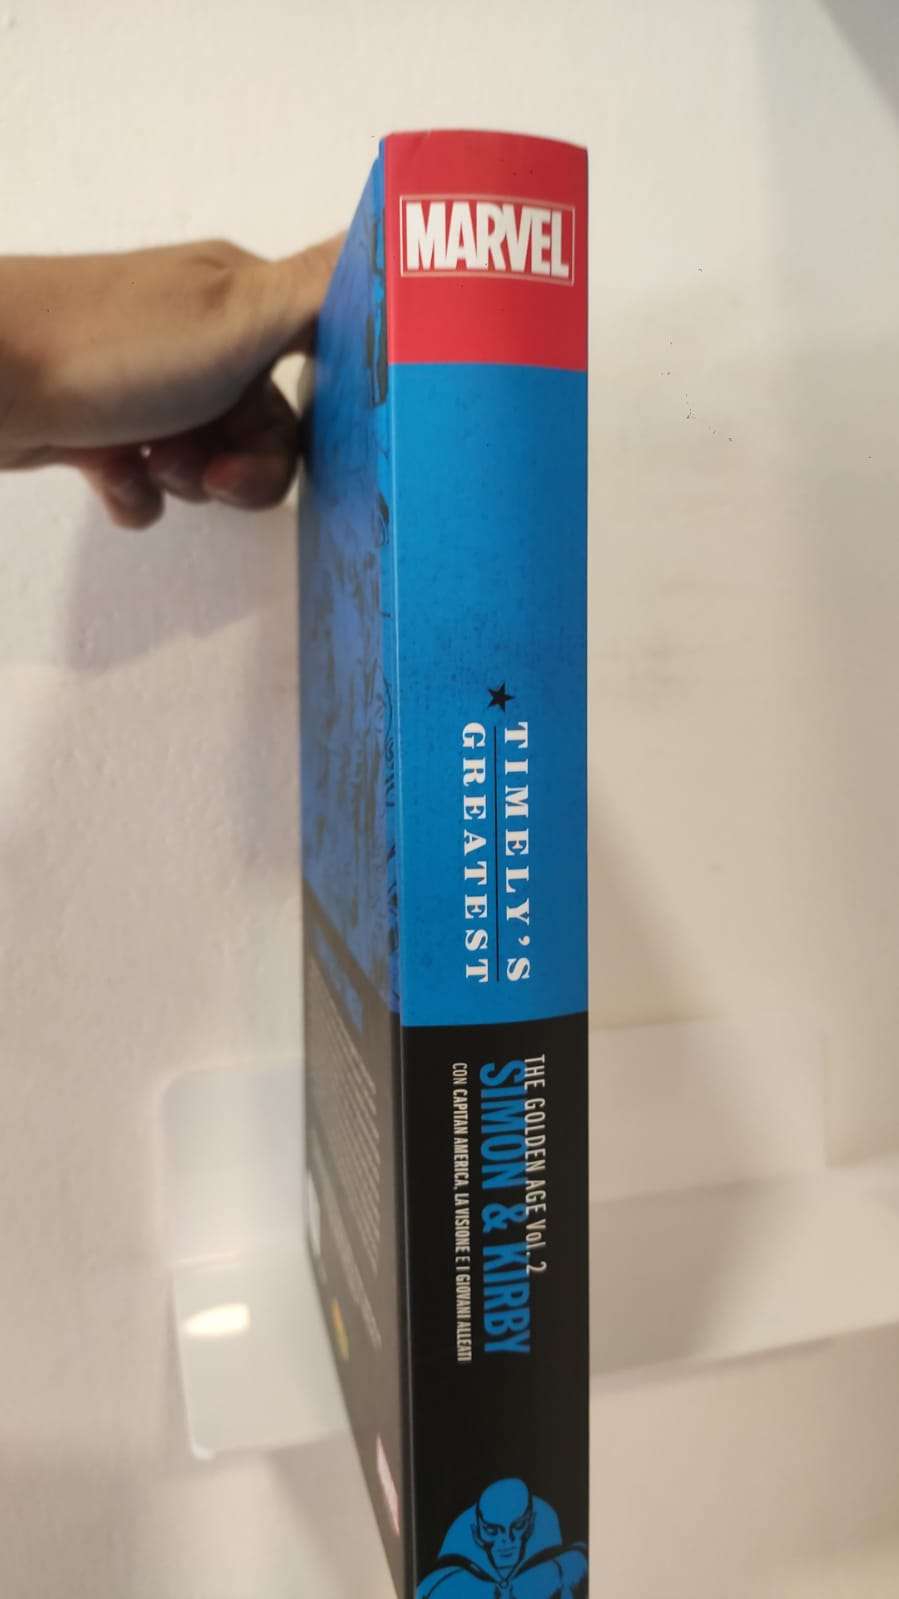 MARVEL
TIMELY'S
GREATEST
THE GOLDEN AGE Vol. 2
SIMON & KIRBY
CON CAPITAN AMERICA, LA VISIONE E I GIOVANI ALLEATI